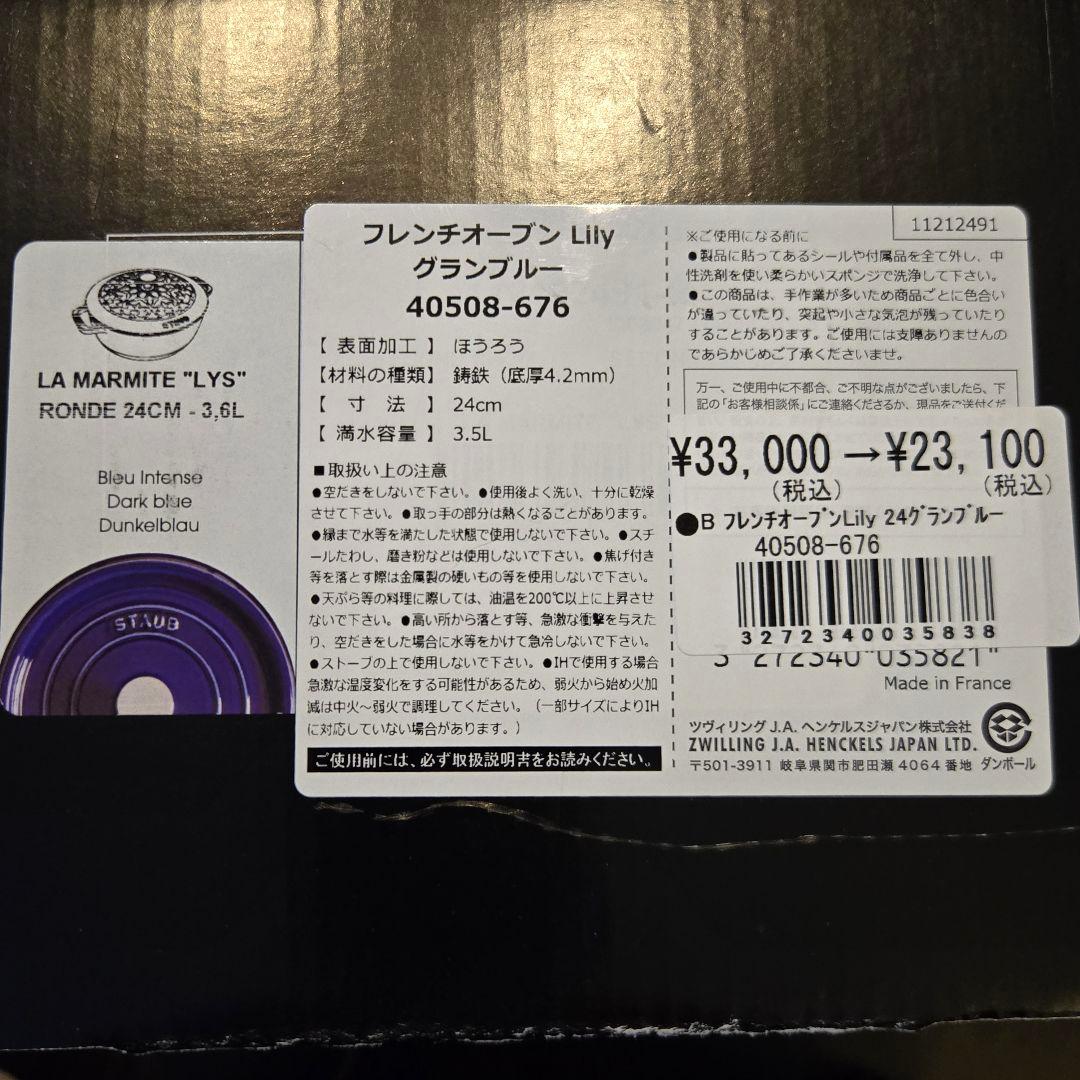 STAUB
LA MARMITE "LYS"
RONDE 24CM - 3,6L
Bleu Intense
Dark blue
Dunkelblau
STAUB
フレンチオーブン Lily
グランブルー
40508-676
【 表面加工 】 ほうろう
【材料の種類】 鋳鉄（底厚4.2mm）
【 寸 法 】 24cm
【 満水容量 】 3.5L
■取扱い上の注意
●空だきをしないで下さい。●使用後よく洗い、十分に乾燥
させて下さい。●取っ手の部分は熱くなることがあります。
●縁まで水等を満たした状態で使用しないで下さい。●スチ
ールたわし、磨き粉などは使用しないで下さい。●焦げ付き
等を落とす際は金属製の硬いもの等を使用しないで下さい。
●天ぷら等の料理に際しては、油温を200℃以上に上昇させ
ないで下さい。●高い所から落とす等、急激な衝撃を与えた
り、空だきをした場合に水等をかけて急冷しないで下さい。
●ストーブの上で使用しないで下さい。●IHで使用する場合
急激な温度変化をする可能性があるため、弱火から始め火加
減は中火～弱火で調理してください。（一部サイズによりIH
に対応していない場合があります。）
ご使用前には、必ず取扱説明書をお読みください。
11212491
※ご使用になる前に
●製品に貼ってあるシールや付属品を全て外し、中
性洗剤を使い柔らかいスポンジで洗浄して下さい。
●この商品は、手作業が多いため商品ごとに色合い
が違っていたり、突起や小さな気泡が残っていたり
することがあります。ご使用には支障ありませんの
であらかじめご了承くださいませ。
万一、ご使用中に不都合、ご不明な点がございましたら、下
記の「お客様相談係」にご連絡くださるか、現品をご送付くだ
¥33,000→¥23,100
(税込) (税込)
●B フレンチオーブンLily 24グランブルー
40508-676
3272340035838
3 272340 035821
Made in France
ツヴィリング J.A. ヘンケルスジャパン株式会社
ZWILLING J.A. HENCKELS JAPAN LTD.
〒501-3911 岐阜県関市肥田瀬 4064 番地 ダンボール